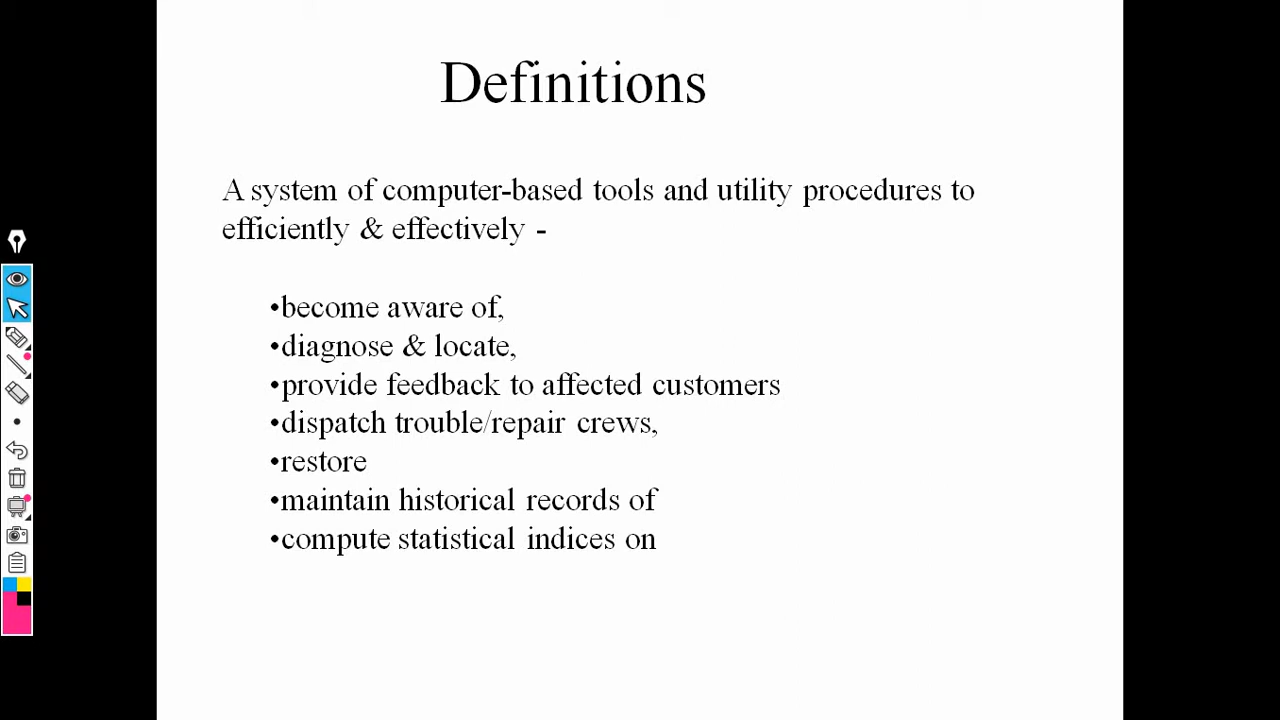 Definitions
A system of computer-based tools and utility procedures to
efficiently & effectively -
•become aware of,
•diagnose & locate,
•provide feedback to affected customers
•dispatch trouble/repair crews,
•restore
•maintain historical records of
•compute statistical indices on